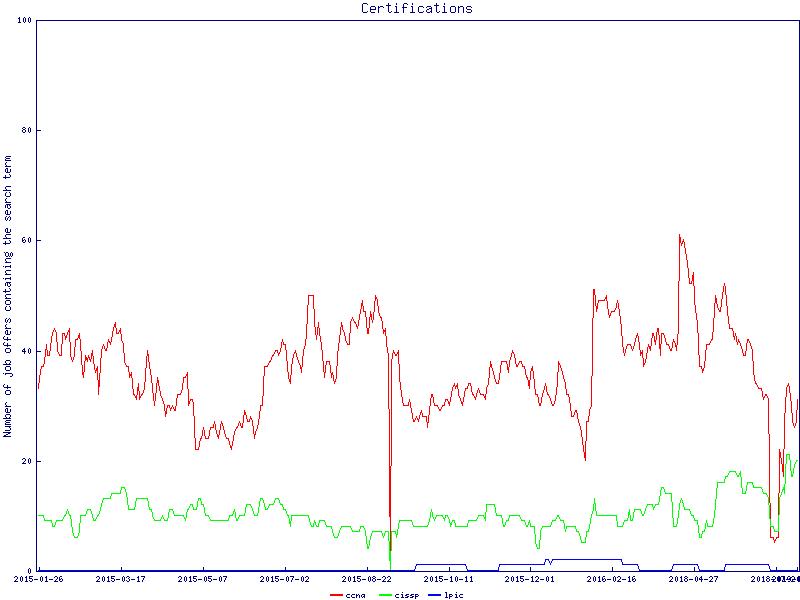 Certifications
Number of job offers containing the search term
100
80
60
40
20
0
2015-01-26 2015-03-17 2015-05-07 2015-07-02 2015-08-22 2015-10-11 2015-12-01 2016-02-16 2018-04-27
ccna cissp lpic